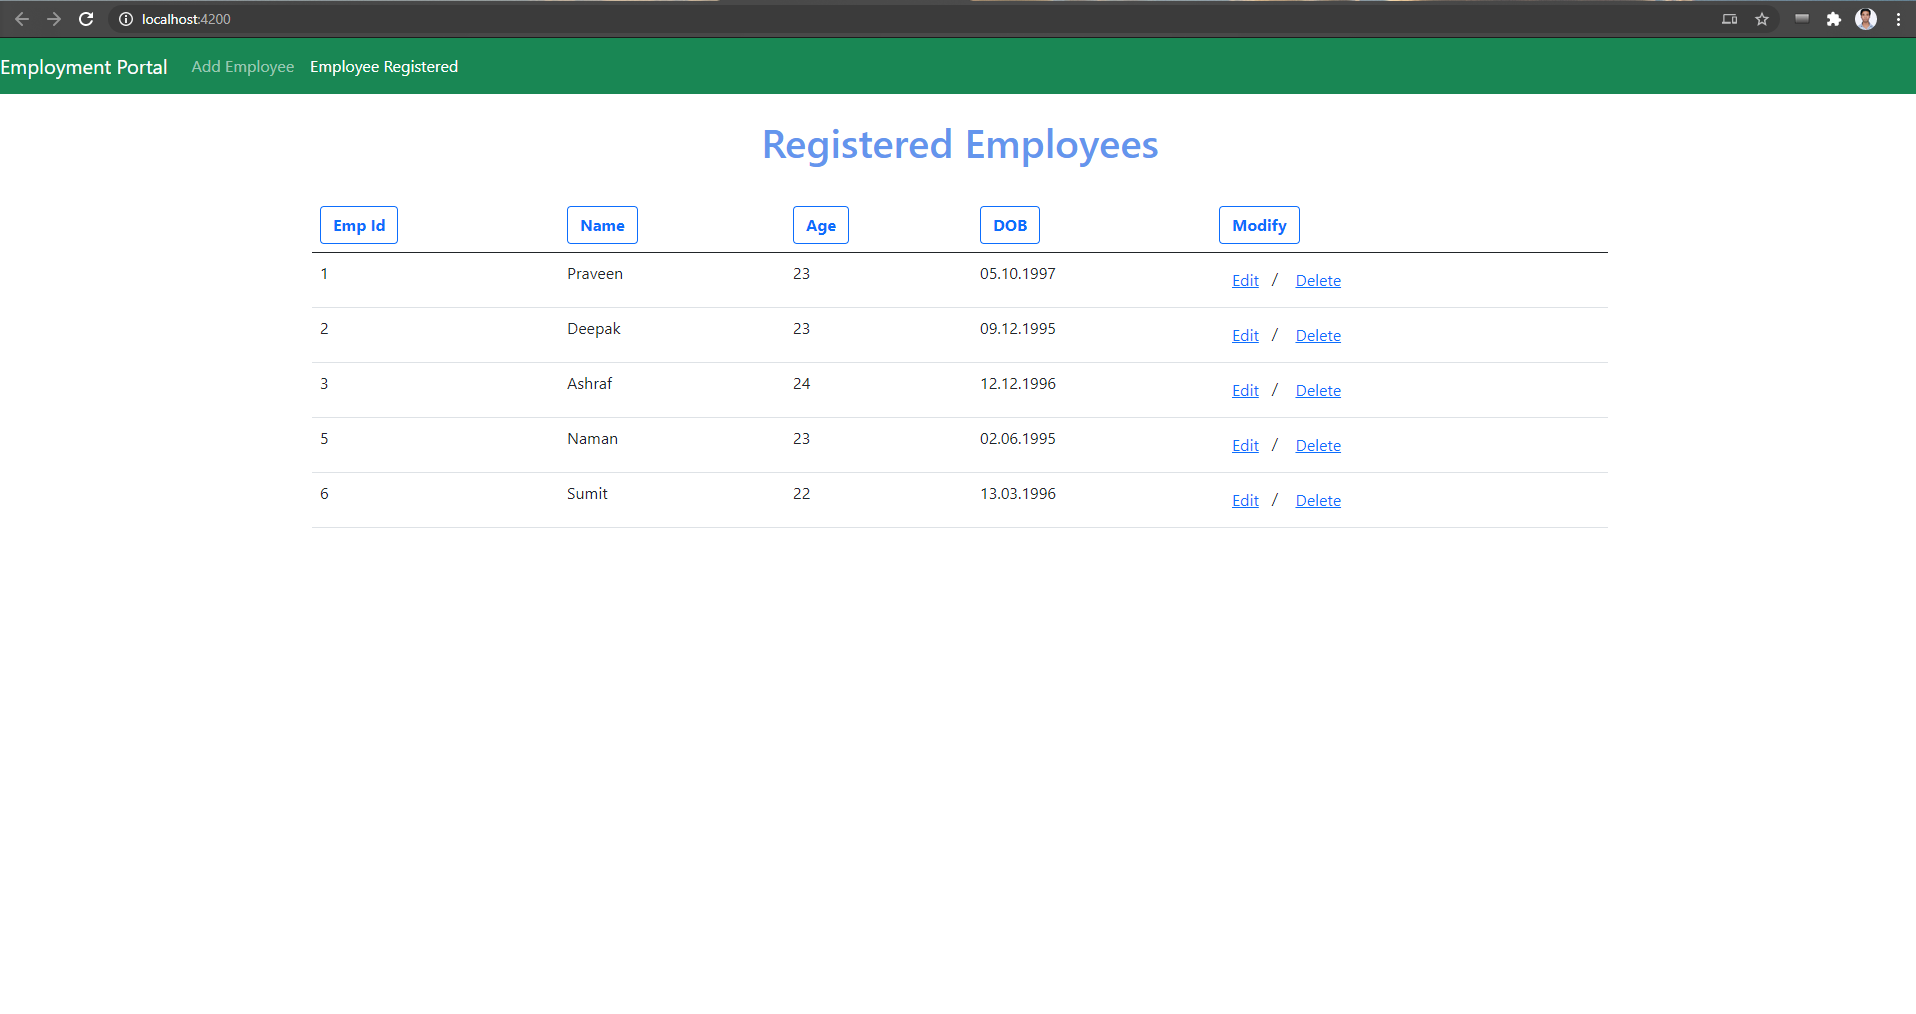 localhost:4200
Employment Portal Add Employee Employee Registered
Registered Employees
Emp Id Name Age DOB Modify
1 Praveen 23 05.10.1997 Edit / Delete
2 Deepak 23 09.12.1995 Edit / Delete
3 Ashraf 24 12.12.1996 Edit / Delete
5 Naman 23 02.06.1995 Edit / Delete
6 Sumit 22 13.03.1996 Edit / Delete